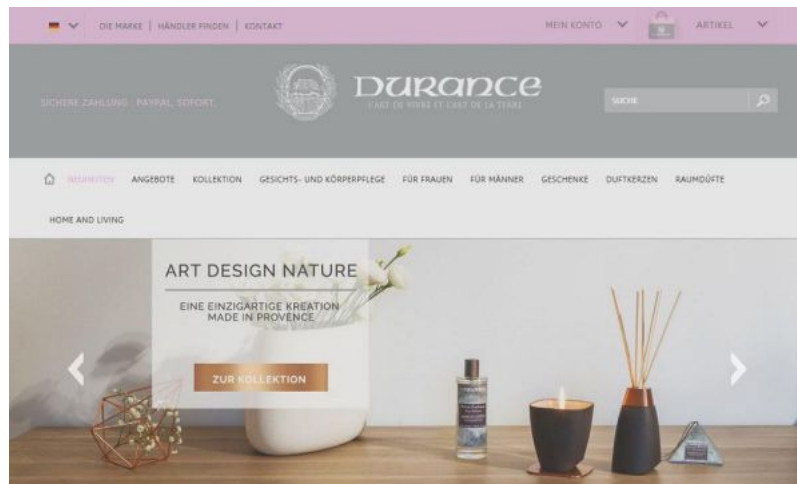 DIE MARKE | HÄNDLER FINDEN | KONTAKT
MEIN KONTO
ARTIKEL
SICHERE ZAHLUNG : PAYPAL, SOFORT,
DURANCE
L'ART DE VIVRE ET L'ART DE LA TERRE
SUCHE
NEUHEITEN ANGEBOTE KOLLEKTION GESICHTS- UND KÖRPERPFLEGE FÜR FRAUEN FÜR MÄNNER GESCHENKE DUFTKERZEN RAUMDÜFTE
HOME AND LIVING
ART DESIGN NATURE
EINE EINZIGARTIGE KREATION
MADE IN PROVENCE
ZUR KOLLEKTION